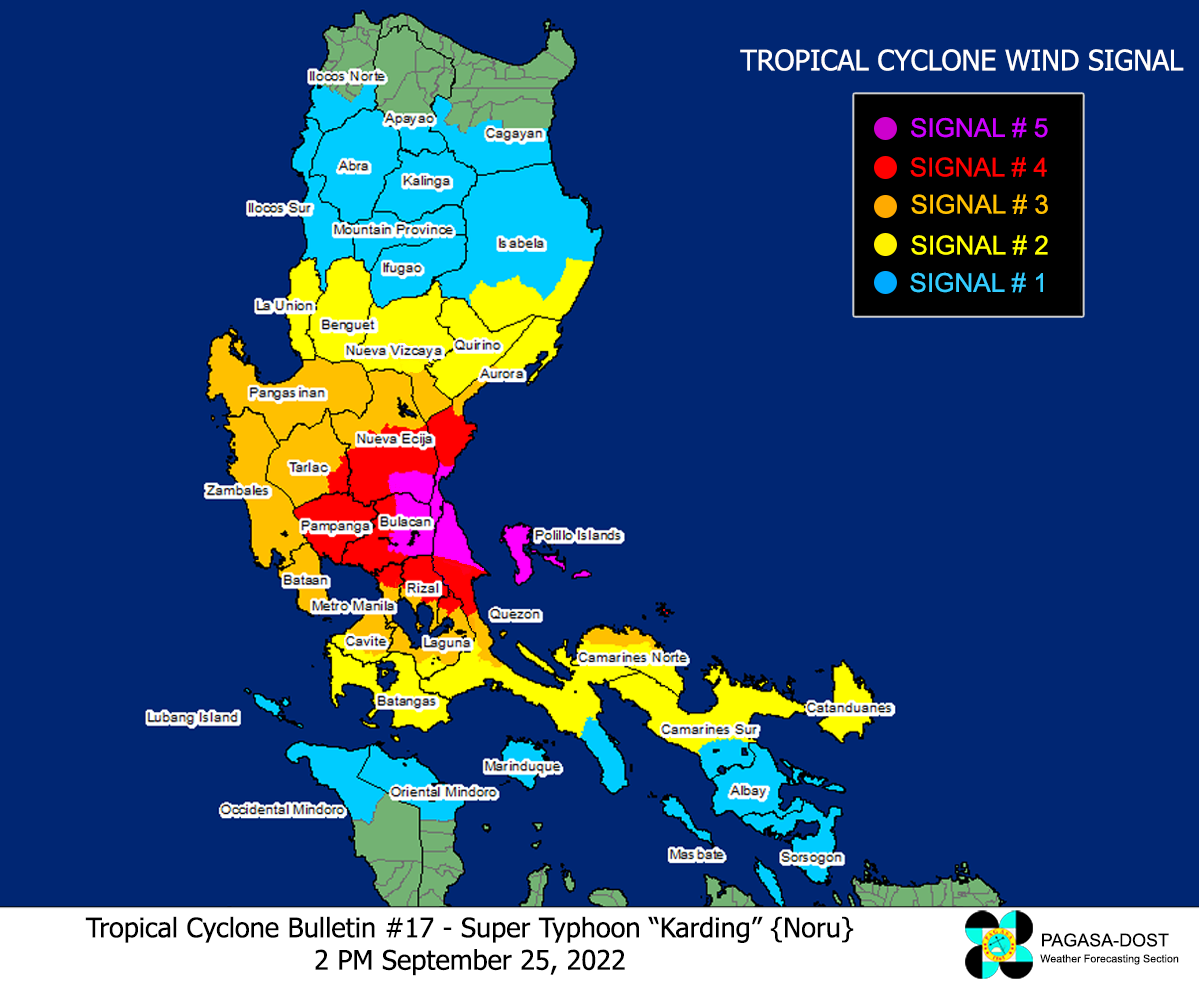 TROPICAL CYCLONE WIND SIGNAL
SIGNAL # 5
SIGNAL # 4
SIGNAL # 3
SIGNAL # 2
SIGNAL # 1
Ilocos Norte
Apayao
Cagayan
Abra
Kalinga
Ilocos Sur
Mountain Province
Isabela
Ifugao
La Union
Benguet
Nueva Vizcaya
Quirino
Aurora
Pangasinan
Nueva Ecija
Tarlac
Zambales
Pampanga
Bulacan
Polillo Islands
Bataan
Rizal
Metro Manila
Quezon
Cavite
Laguna
Camarines Norte
Batangas
Catanduanes
Lubang Island
Camarines Sur
Marinduque
Albay
Oriental Mindoro
Occidental Mindoro
Masbate
Sorsogon
Tropical Cyclone Bulletin #17 - Super Typhoon “Karding” {Noru}
2 PM September 25, 2022
PAGASA-DOST
Weather Forecasting Section